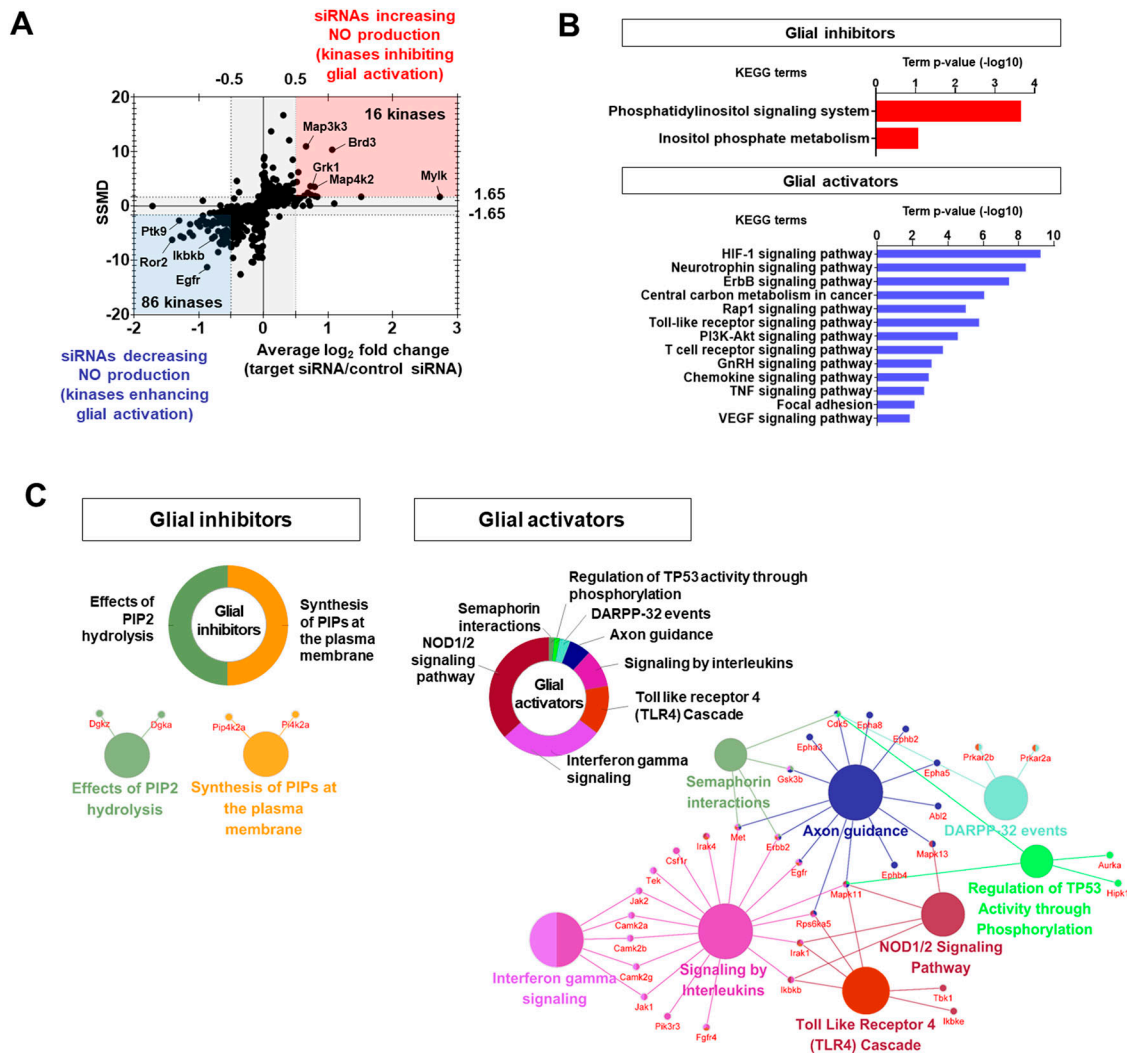 A
siRNAs increasing
NO production
(kinases inhibiting
glial activation)
-0.5
0.5
20
10
0
-10
-20
SSMD
16 kinases
Map3k3
Brd3
Grk1
Map4k2
Mylk
1.65
-1.65
Ptk9
Ror2
Ikbkb
Egfr
86 kinases
-2
-1
0
1
2
3
Average log2 fold change
(target siRNA/control siRNA)
siRNAs decreasing
NO production
(kinases enhancing
glial activation)
B
Glial inhibitors
KEGG terms
Term p-value (-log10)
0 1 2 3 4
Phosphatidylinositol signaling system
Inositol phosphate metabolism
Glial activators
KEGG terms
Term p-value (-log10)
0 2 4 6 8 10
HIF-1 signaling pathway
Neurotrophin signaling pathway
ErbB signaling pathway
Central carbon metabolism in cancer
Rap1 signaling pathway
Toll-like receptor signaling pathway
PI3K-Akt signaling pathway
T cell receptor signaling pathway
GnRH signaling pathway
Chemokine signaling pathway
TNF signaling pathway
Focal adhesion
VEGF signaling pathway
C
Glial inhibitors
Effects of
PIP2
hydrolysis
Glial
inhibitors
Synthesis
of PIPs at
the plasma
membrane
Dgkz
Dgka
Pip4k2a
Pi4k2a
Effects of PIP2
hydrolysis
Synthesis of PIPs at
the plasma
membrane
Glial activators
Regulation of TP53 activity through
phosphorylation
Semaphorin
interactions
DARPP-32 events
NOD1/2
signaling
pathway
Axon guidance
Signaling by interleukins
Glial
activators
Toll like receptor 4
(TLR4) Cascade
Interferon gamma
signaling
Cdk5
Epha8
Ephb2
Epha3
Epha5
Prkar2b
Prkar2a
Gsk3b
Semaphorin
interactions
Abl2
Axon guidance
DARPP-32 events
Met
Erbb2
Irak4
Mapk13
Csf1r
Egfr
Ephb4
Aurka
Tek
Mapk11
Hipk1
Jak2
Regulation of TP53
Activity through
Phosphorylation
Camk2a
Rps6ka5
Camk2b
Irak1
NOD1/2 Signaling
Pathway
Camk2g
Interferon gamma
signaling
Signaling by
Interleukins
Ikbkb
Jak1
Tbk1
Pik3r3
Ikbke
Fgfr4
Toll Like Receptor 4
(TLR4) Cascade